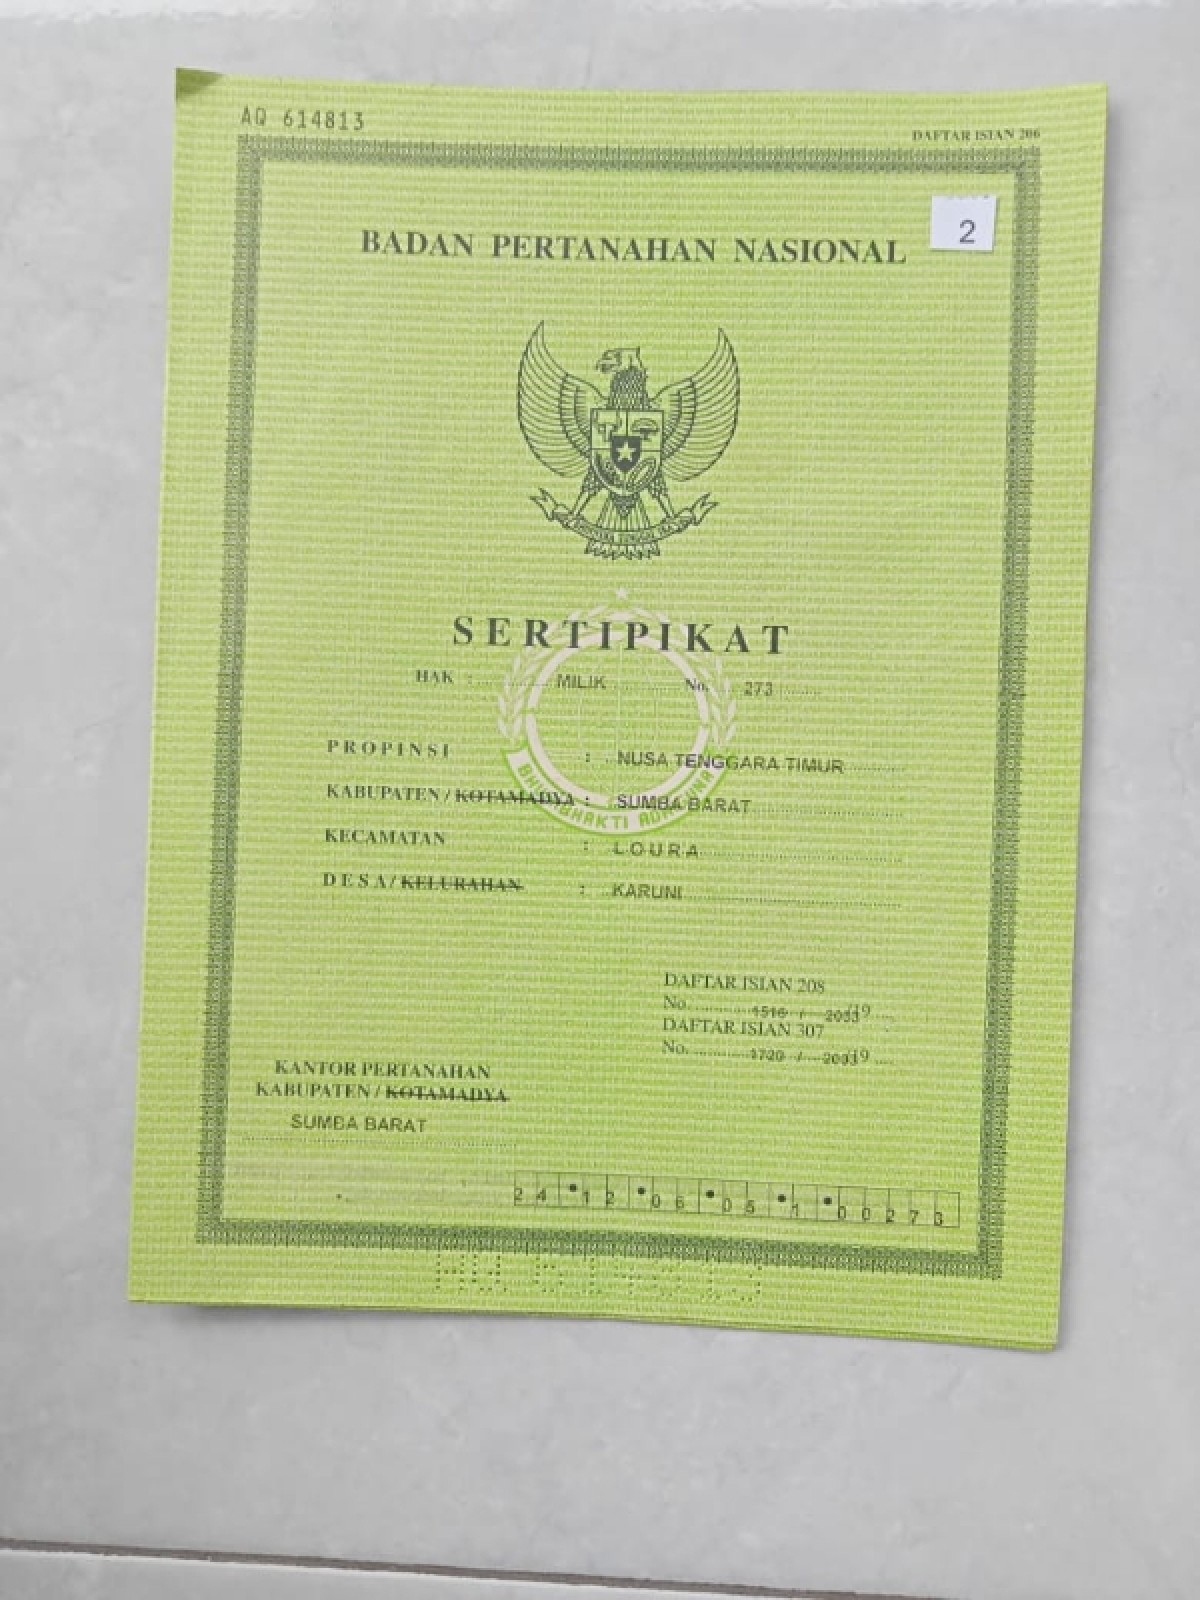 AQ 614813
DAFTAR ISIAN 206
2
BADAN PERTANAHAN NASIONAL
SERTIPIKAT
HAK : MILIK No. 273
PROPINSI : NUSA TENGGARA TIMUR
KABUPATEN / KOTAMADYA : SUMBA BARAT
KECAMATAN : LOURA
DESA / KELURAHAN : KARUNI
DAFTAR ISIAN 208
No. 1516 / /19
DAFTAR ISIAN 307
No. 1720 / /19
KANTOR PERTANAHAN
KABUPATEN / KOTAMADYA
SUMBA BARAT
24•12•06•05•1•00273